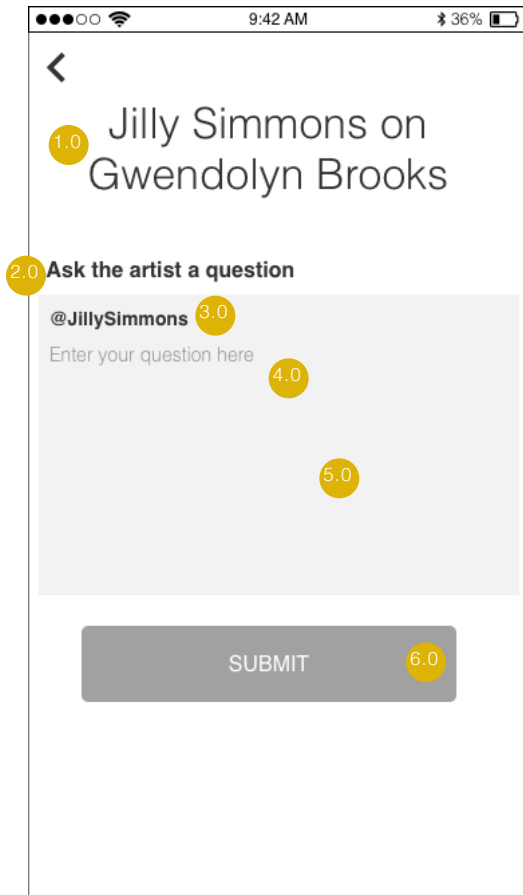 9:42 AM 36%
Jilly Simmons on
1.0
Gwendolyn Brooks
2.0 Ask the artist a question
@JillySimmons 3.0
Enter your question here
4.0
5.0
SUBMIT 6.0